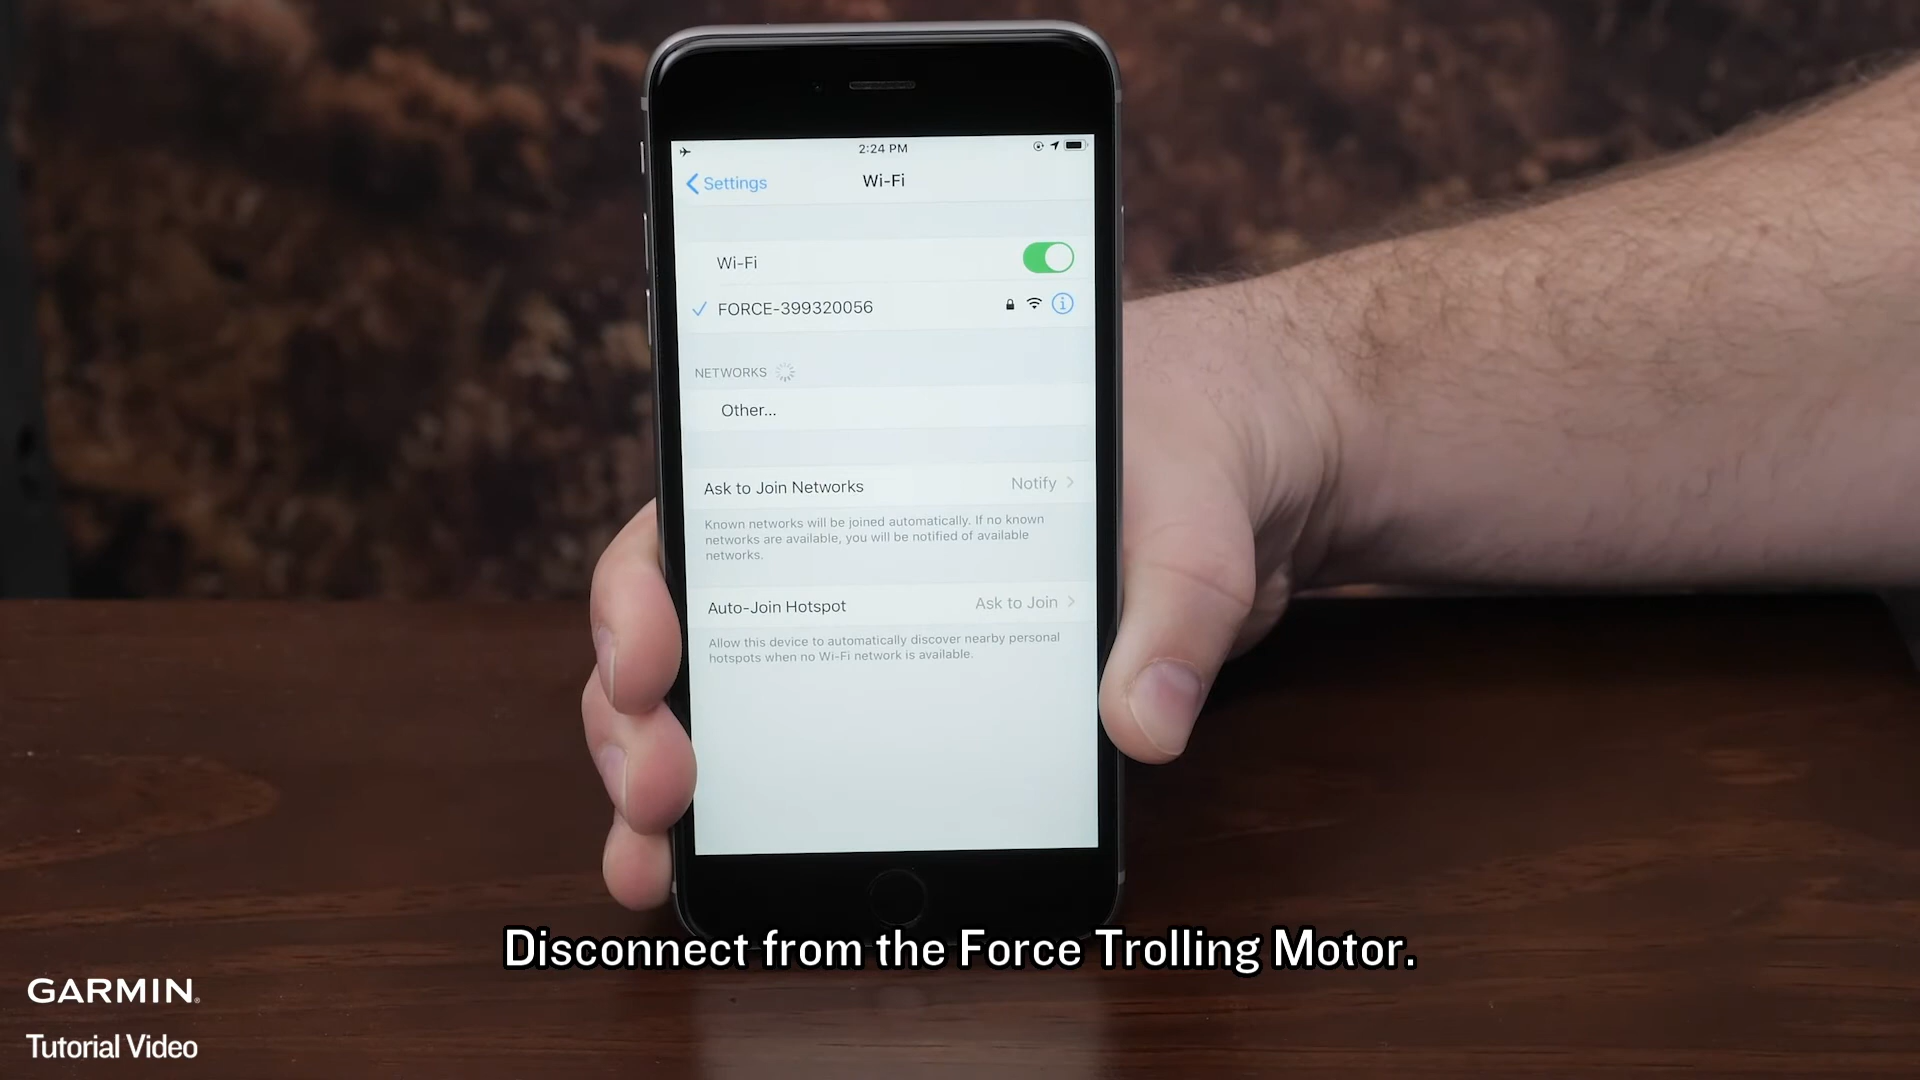 2:24 PM
Settings
Wi-Fi
Wi-Fi
FORCE-399320056
NETWORKS
Other...
Ask to Join Networks
Notify
Known networks will be joined automatically. If no known
networks are available, you will be notified of available
networks.
Auto-Join Hotspot
Ask to Join
Allow this device to automatically discover nearby personal
hotspots when no Wi-Fi network is available.
Disconnect from the Force Trolling Motor.
GARMIN®
Tutorial Video